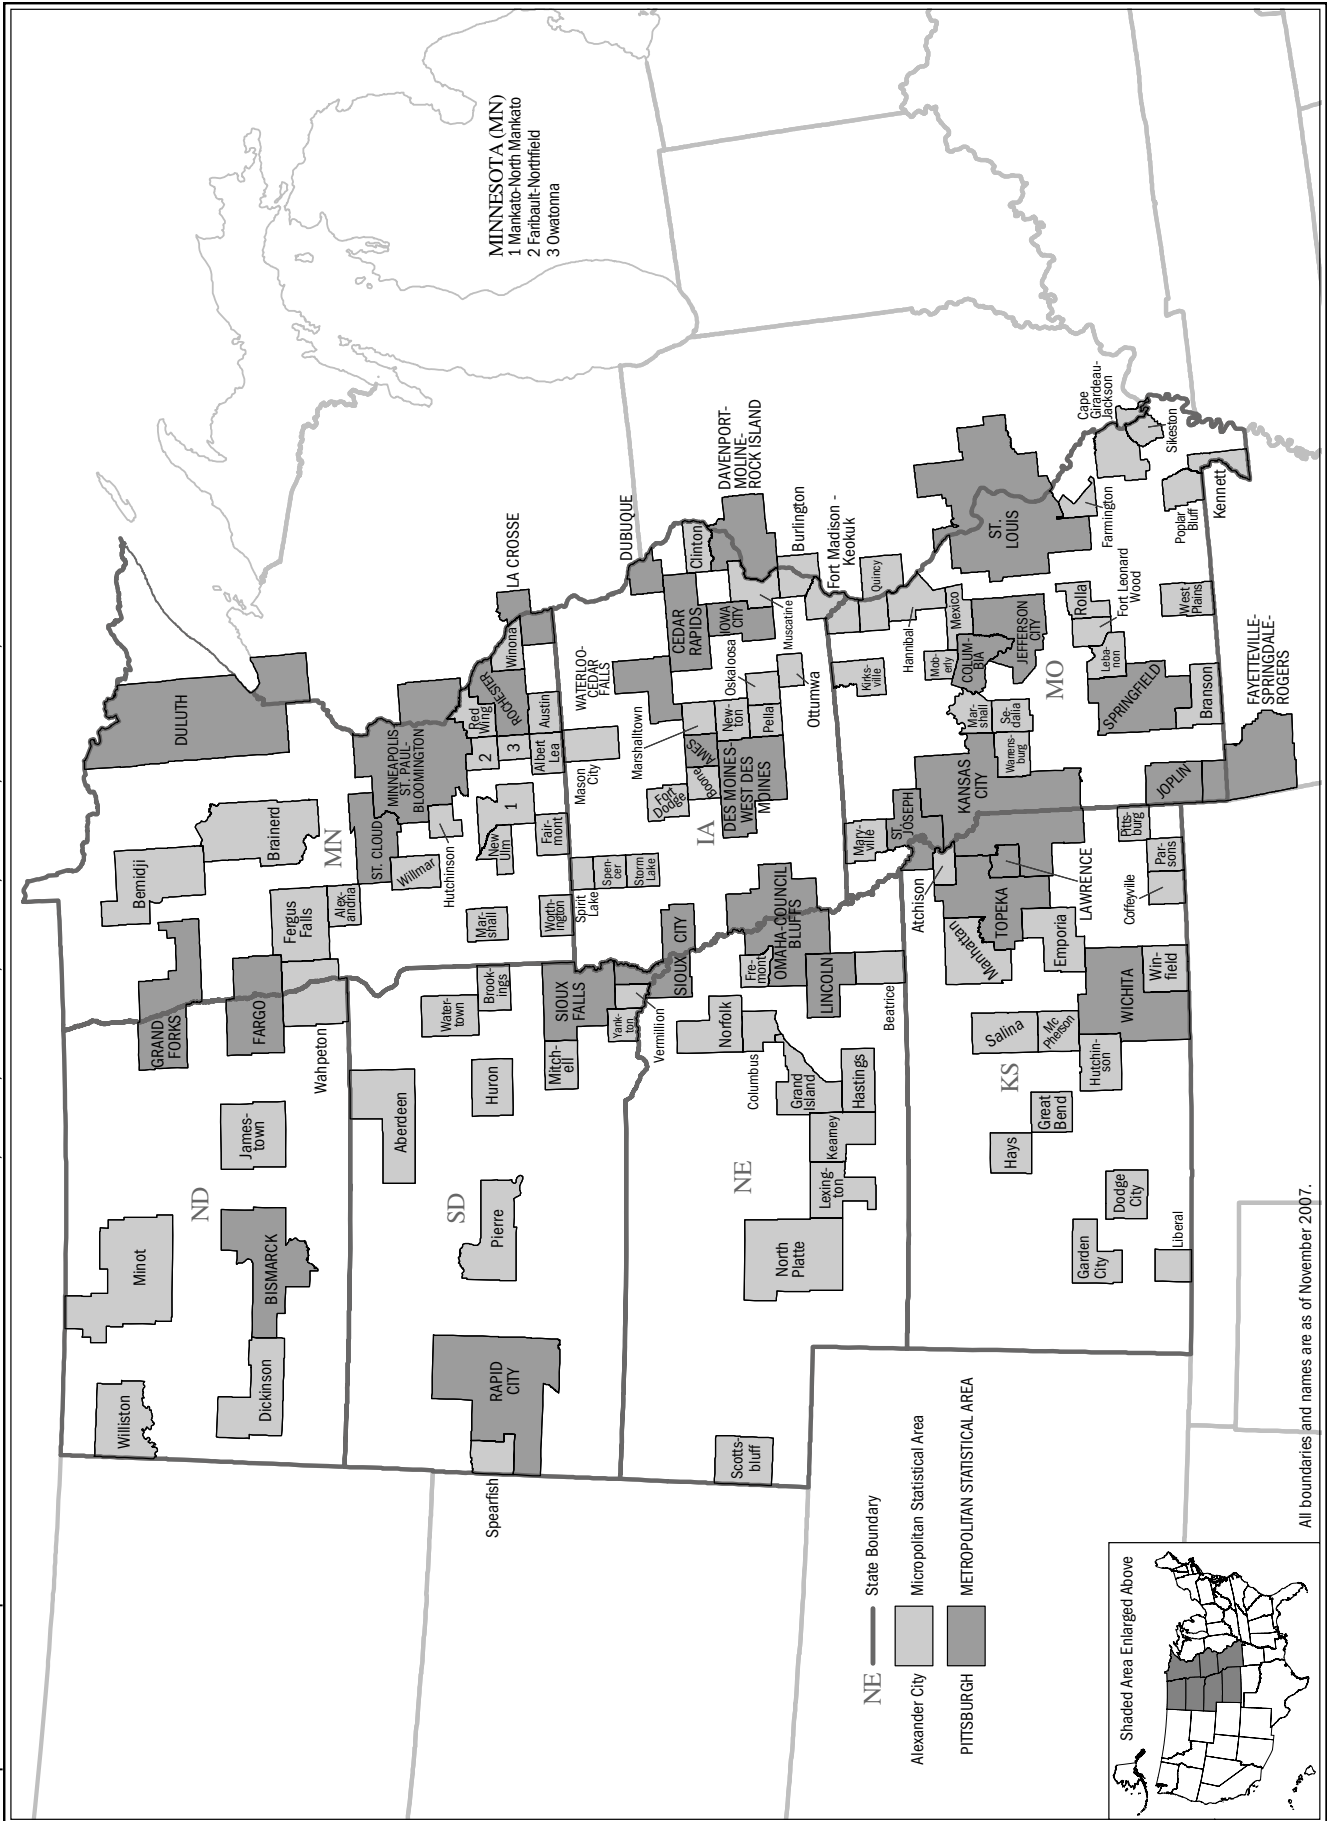 MINNESOTA (MN)
1 Mankato-North Mankato
2 Faribault-Northfield
3 Owatonna
Williston
Minot
ND
Dickinson
BISMARCK
James-
town
GRAND
FORKS
FARGO
Wahpeton
Bemidji
Fergus
Falls
Alex-
andria
Brainerd
DULUTH
MN
ST. CLOUD
Willmar
Hutchinson
MINNEAPOLIS
ST. PAUL-
BLOOMINGTON
Mar-
shall
New
Ulm
1
2
3
Red
Wing
ROCHESTER
Winona
LA CROSSE
Worth-
ington
Fair-
mont
Albert
Lea
Austin
Spearfish
RAPID
CITY
SD
Pierre
Aberdeen
Huron
Water-
town
Brook-
ings
Mitch-
ell
SIOUX
FALLS
Yank-
ton
Vermillion
SIOUX CITY
Spirit
Lake
Spen-
cer
Storm
Lake
Mason
City
WATERLOO-
CEDAR
FALLS
DUBUQUE
Fort
Dodge
Boone
AMES
Marshalltown
IA
DES MOINES-
WEST DES
MOINES
New-
ton
Pella
Oskaloosa
Ottumwa
CEDAR
RAPIDS
IOWA
CITY
Muscatine
Clinton
DAVENPORT-
MOLINE-
ROCK ISLAND
Burlington
Fort Madison -
Keokuk
Scotts-
bluff
NE
North
Platte
Lexing-
ton
Kearney
Grand
Island
Hastings
Columbus
Norfolk
Fre-
mont
OMAHA-COUNCIL
BLUFFS
LINCOLN
Beatrice
Mary-
ville
ST.
JOSEPH
Atchison
KANSAS
CITY
Kirks-
ville
Quincy
Hannibal
Mob-
erly
Mexico
COLUM-
BIA
JEFFERSON
CITY
Mar-
shall
Se-
dalia
Warrens-
burg
MO
ST.
LOUIS
Farmington
Rolla
Fort Leonard
Wood
Leba-
non
SPRINGFIELD
Branson
West
Plains
Poplar
Bluff
Kennett
Sikeston
Cape
Girardeau-
Jackson
JOPLIN
FAYETTEVILLE-
SPRINGDALE-
ROGERS
KS
Hays
Great
Bend
Salina
Mc
Pherson
Hutchin-
son
Manhattan
TOPEKA
LAWRENCE
Emporia
WICHITA
Win-
field
Coffeyville
Par-
sons
Pitts-
burg
Garden
City
Dodge
City
Liberal
NE
State Boundary
Alexander City
Micropolitan Statistical Area
PITTSBURGH
METROPOLITAN STATISTICAL AREA
Shaded Area Enlarged Above
All boundaries and names are as of November 2007.